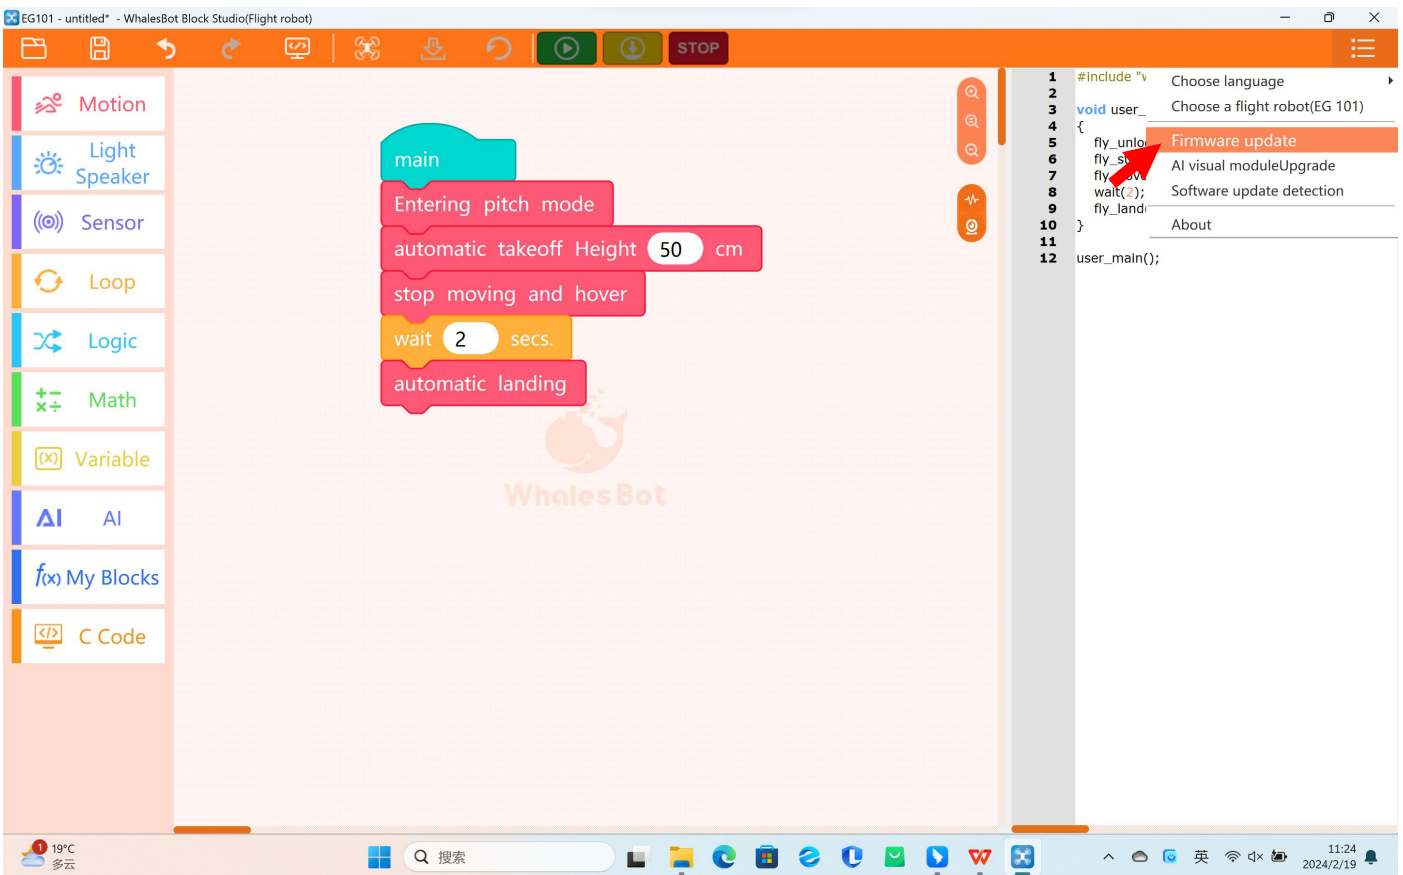 EG101 - untitled* - WhalesBot Block Studio(Flight robot)
STOP
Motion
Light
Speaker
Sensor
Loop
Logic
Math
Variable
AI AI
f(x) My Blocks
C Code
main
Entering pitch mode
automatic takeoff Height 50 cm
stop moving and hover
wait 2 secs.
automatic landing
WhalesBot
1 #include "w
2
3 void user_
4 {
5 fly_unlo
6
7
8 wait(2);
9 fly_land
10 }
11
12 user_main();
Choose language
Choose a flight robot(EG 101)
Firmware update
AI visual moduleUpgrade
Software update detection
About
1 19°C
多云
搜索
英
11:24
2024/2/19